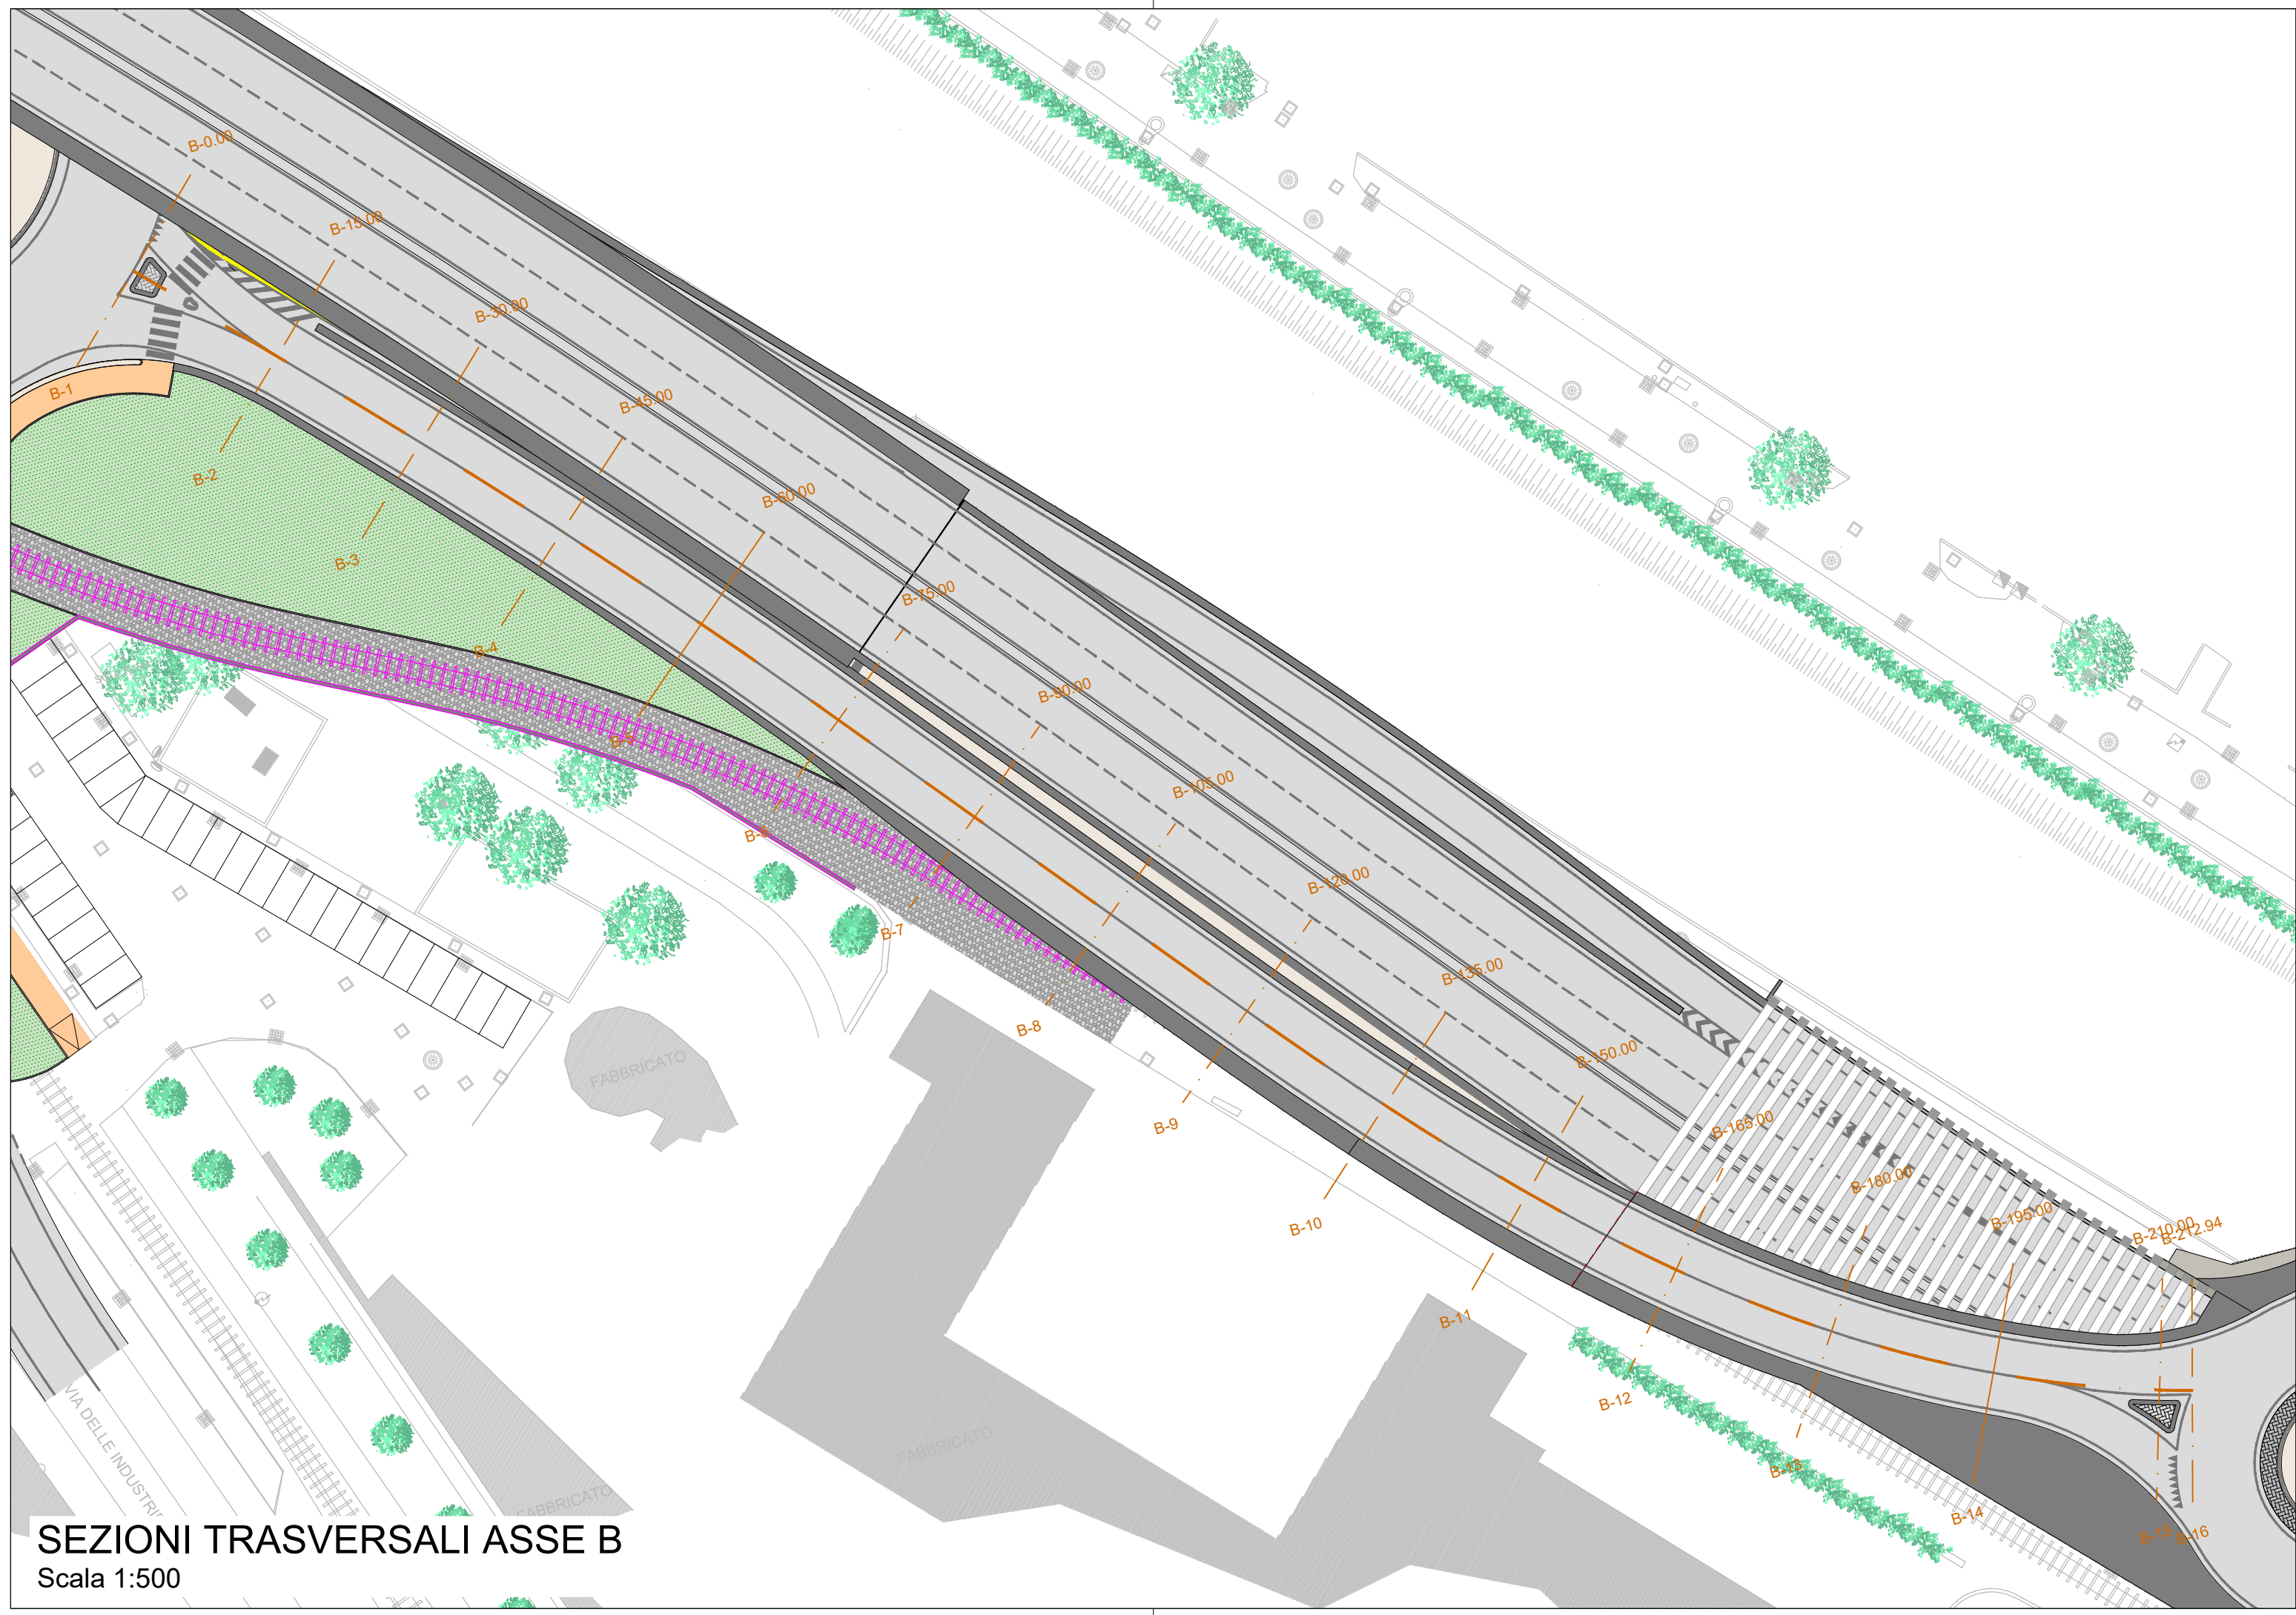 B-0.00
B-15.00
B-30.00
B-1
B-45.00
B-2
B-60.00
B-3
B-75.00
B-4
B-90.00
B-5
B-105.00
B-6
B-120.00
B-7
B-135.00
B-8
B-150.00
FABBRICATO
B-9
B-165.00
B-180.00
B-195.00
B-10
B-210.00
B-212.94
B-11
B-12
VIA DELLE INDUSTRIE
FABBRICATO
B-13
FABBRICATO
B-14
B-15
B-16
SEZIONI TRASVERSALI ASSE B
Scala 1:500